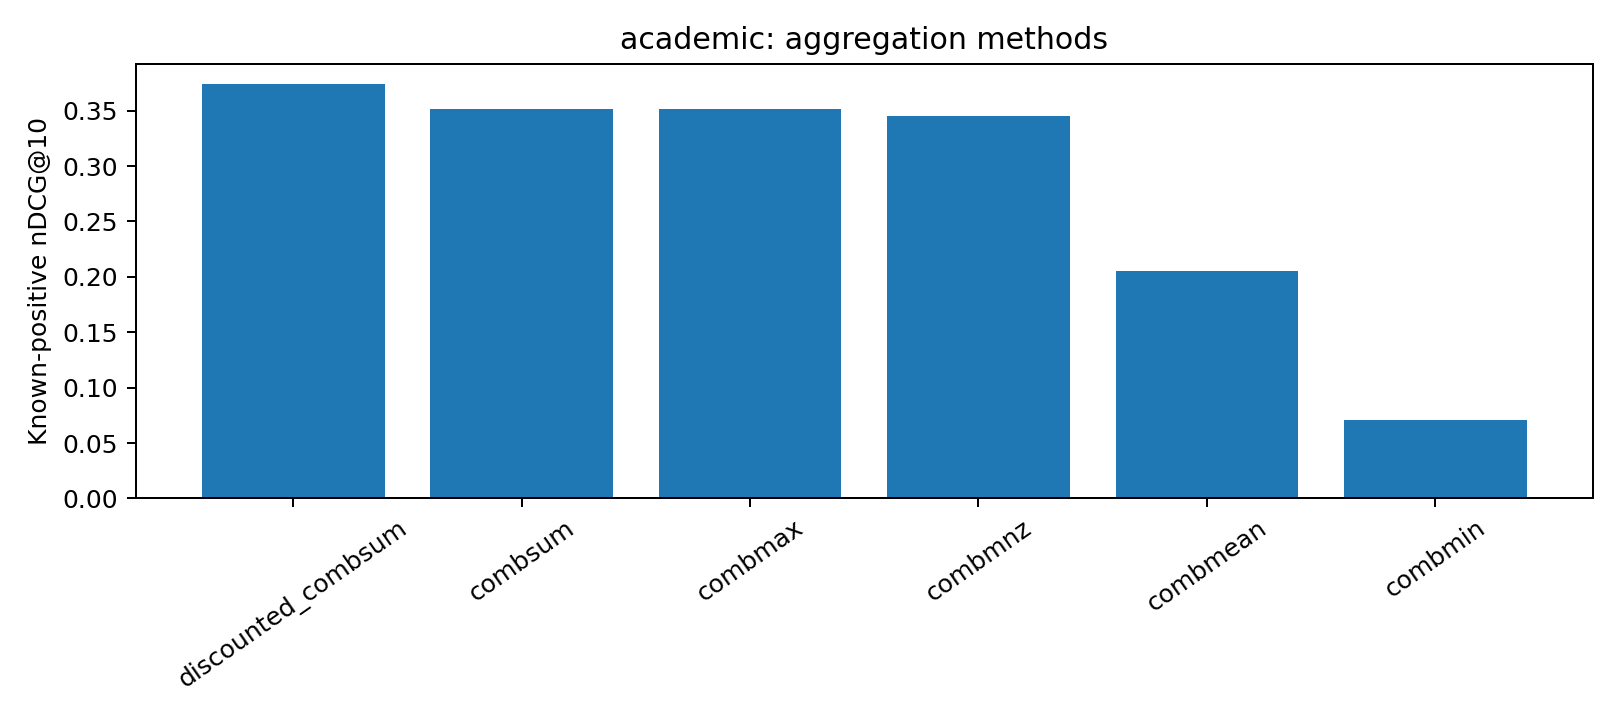 academic: aggregation methods
Known-positive nDCG@10
0.35
0.30
0.25
0.20
0.15
0.10
0.05
0.00
discounted_combsum
combsum
combmax
combmnz
combmean
combmin